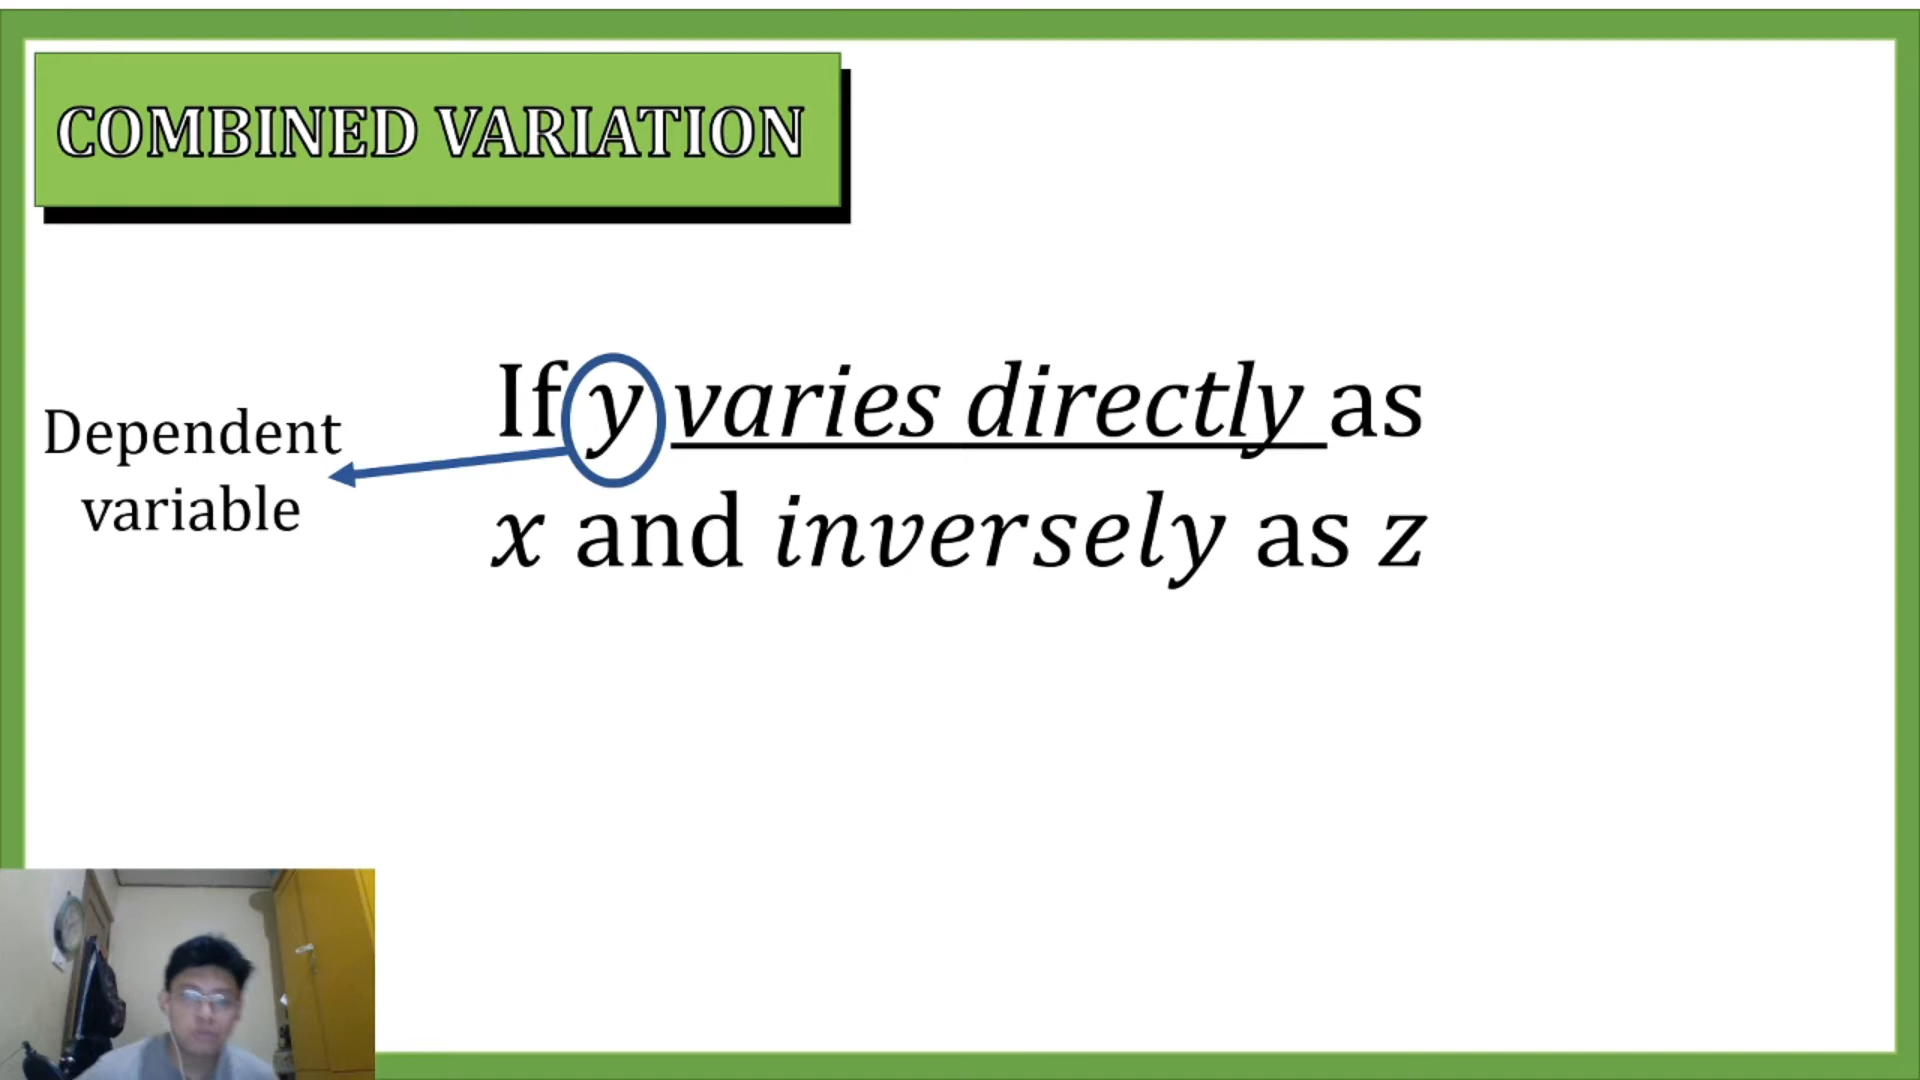 COMBINED VARIATION
If y varies directly as
x and inversely as z
Dependent
variable